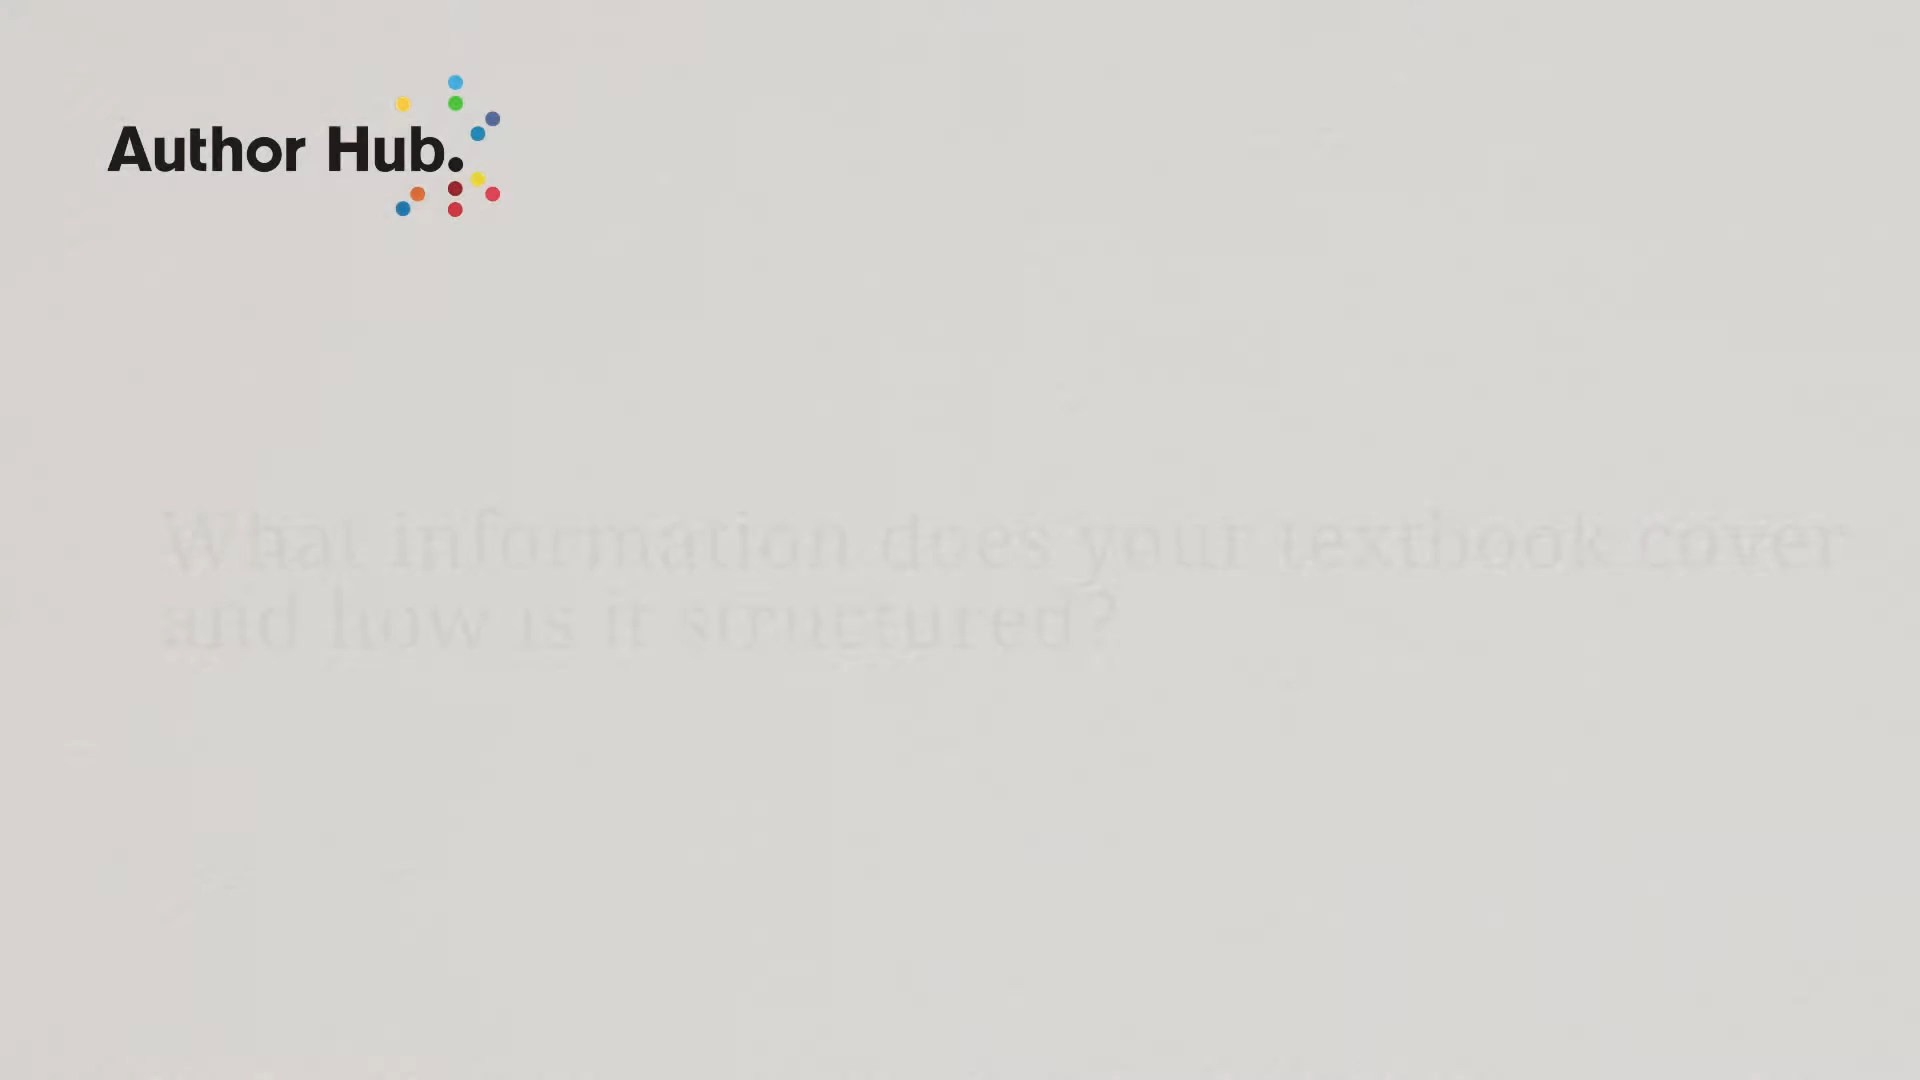 Author Hub.
What information does your textbook cover
and how is it structured?